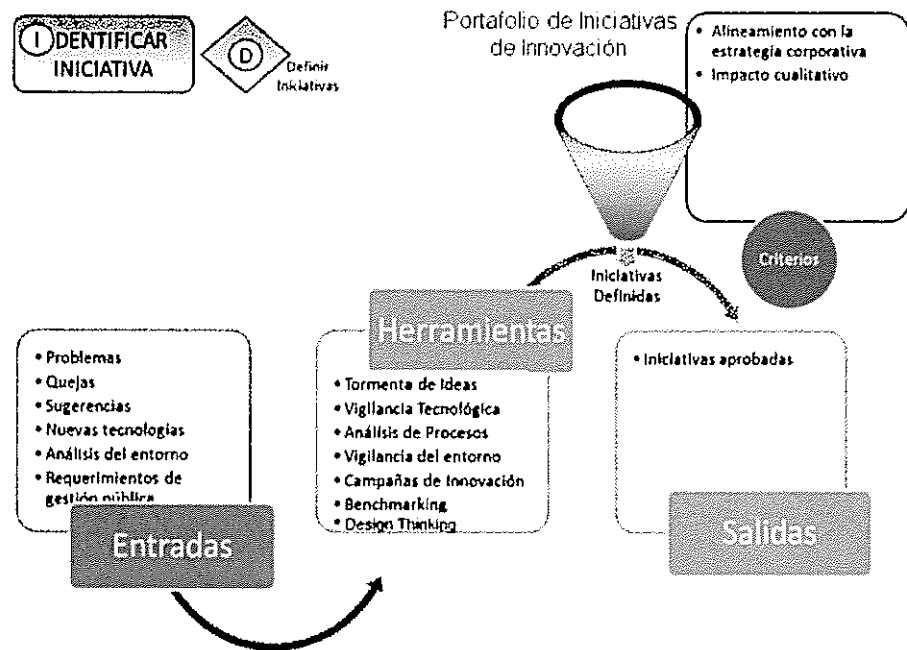 IDENTIFICAR
INICIATIVA
D
Definir
Iniciativas
Portafolio de Iniciativas
de Innovación
• Alineamiento con la
estrategia corporativa
• Impacto cualitativo
Criterios
Iniciativas
Definidas
Herramientas
• Problemas
• Quejas
• Sugerencias
• Nuevas tecnologías
• Análisis del entorno
• Requerimientos de
gestión pública
Entradas
• Tormenta de Ideas
• Vigilancia Tecnológica
• Análisis de Procesos
• Vigilancia del entorno
• Campañas de Innovación
• Benchmarking
• Design Thinking
• Iniciativas aprobadas
Salidas